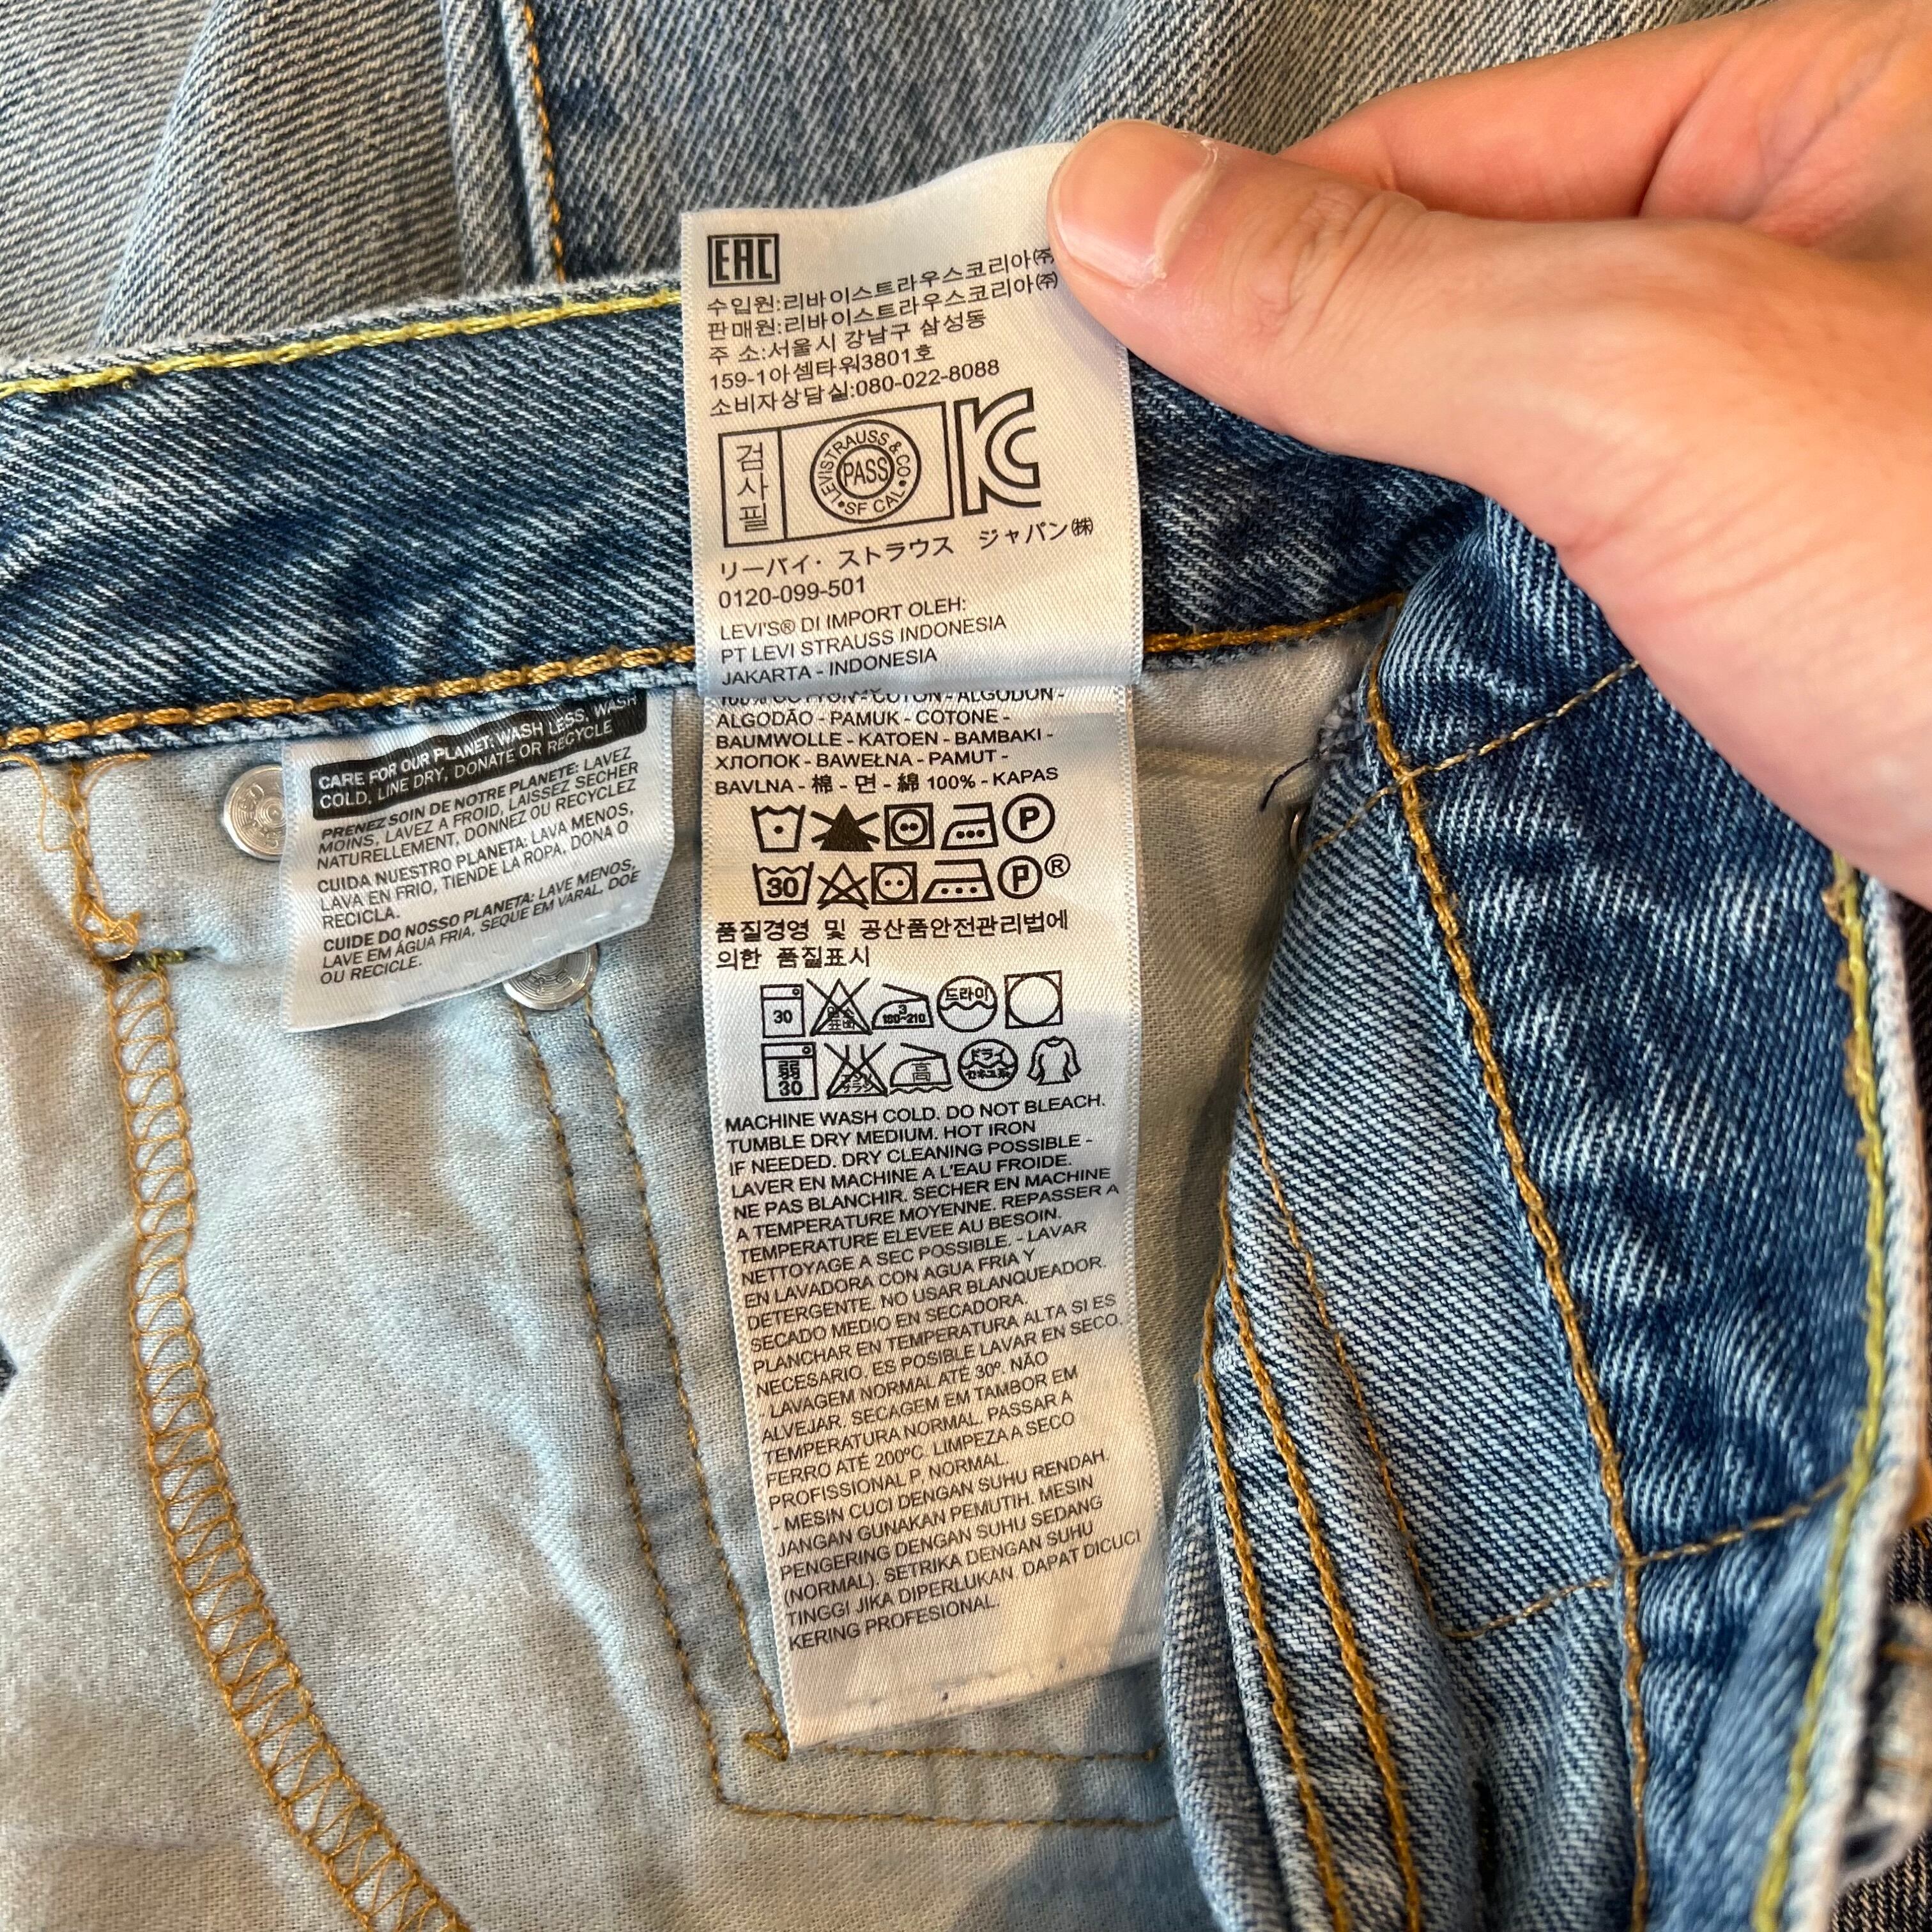 EAC
수입원:리바이스트라우스코리아㈜
판매원:리바이스트라우스코리아㈜
주 소:서울시 강남구 삼성동
159-1아셈타워3801호
소비자상담실:080-022-8088
검
사
필
LEVI STRAUSS & CO
PASS
SF CAL
KC
リーバイ・ストラウス ジャパン㈱
0120-099-501
LEVI'S® DI IMPORT OLEH:
PT LEVI STRAUSS INDONESIA
JAKARTA - INDONESIA
100% COTTON - COTON - ALGODON -
ALGODÃO - PAMUK - COTONE -
BAUMWOLLE - KATOEN - BAMBAKI -
ХЛОПОК - BAWEŁNA - PAMUT -
BAVLNA - 棉 - 면 - 綿 100% - KAPAS
P
30
P®
품질경영 및 공산품안전관리법에
의한 품질표시
30
3
180~210
드라이
弱
30
高
ドライ
MACHINE WASH COLD. DO NOT BLEACH.
TUMBLE DRY MEDIUM. HOT IRON
IF NEEDED. DRY CLEANING POSSIBLE -
LAVER EN MACHINE A L'EAU FROIDE.
NE PAS BLANCHIR. SECHER EN MACHINE
A TEMPERATURE MOYENNE. REPASSER A
TEMPERATURE ELEVEE AU BESOIN.
NETTOYAGE A SEC POSSIBLE. - LAVAR
EN LAVADORA CON AGUA FRIA Y
DETERGENTE. NO USAR BLANQUEADOR.
SECADO MEDIO EN SECADORA.
PLANCHAR EN TEMPERATURA ALTA SI ES
NECESARIO. ES POSIBLE LAVAR EN SECO.
- LAVAGEM NORMAL ATÉ 30º. NÃO
ALVEJAR. SECAGEM EM TAMBOR EM
TEMPERATURA NORMAL. PASSAR A
FERRO ATÉ 200ºC. LIMPEZA A SECO
PROFISSIONAL P. NORMAL.
- MESIN CUCI DENGAN SUHU RENDAH.
JANGAN GUNAKAN PEMUTIH. MESIN
PENGERING DENGAN SUHU SEDANG
(NORMAL). SETRIKA DENGAN SUHU
TINGGI JIKA DIPERLUKAN. DAPAT DICUCI
KERING PROFESIONAL.
CARE FOR OUR PLANET: WASH LESS, WASH
COLD, LINE DRY, DONATE OR RECYCLE
PRENEZ SOIN DE NOTRE PLANETE: LAVEZ
MOINS, LAVEZ A FROID, LAISSEZ SECHER
NATURELLEMENT, DONNEZ OU RECYCLEZ
CUIDA NUESTRO PLANETA: LAVA MENOS,
LAVA EN FRIO, TIENDE LA ROPA, DONA O
RECICLA.
CUIDE DO NOSSO PLANETA: LAVE MENOS,
LAVE EM ÁGUA FRIA, SEQUE EM VARAL, DOE
OU RECICLE.